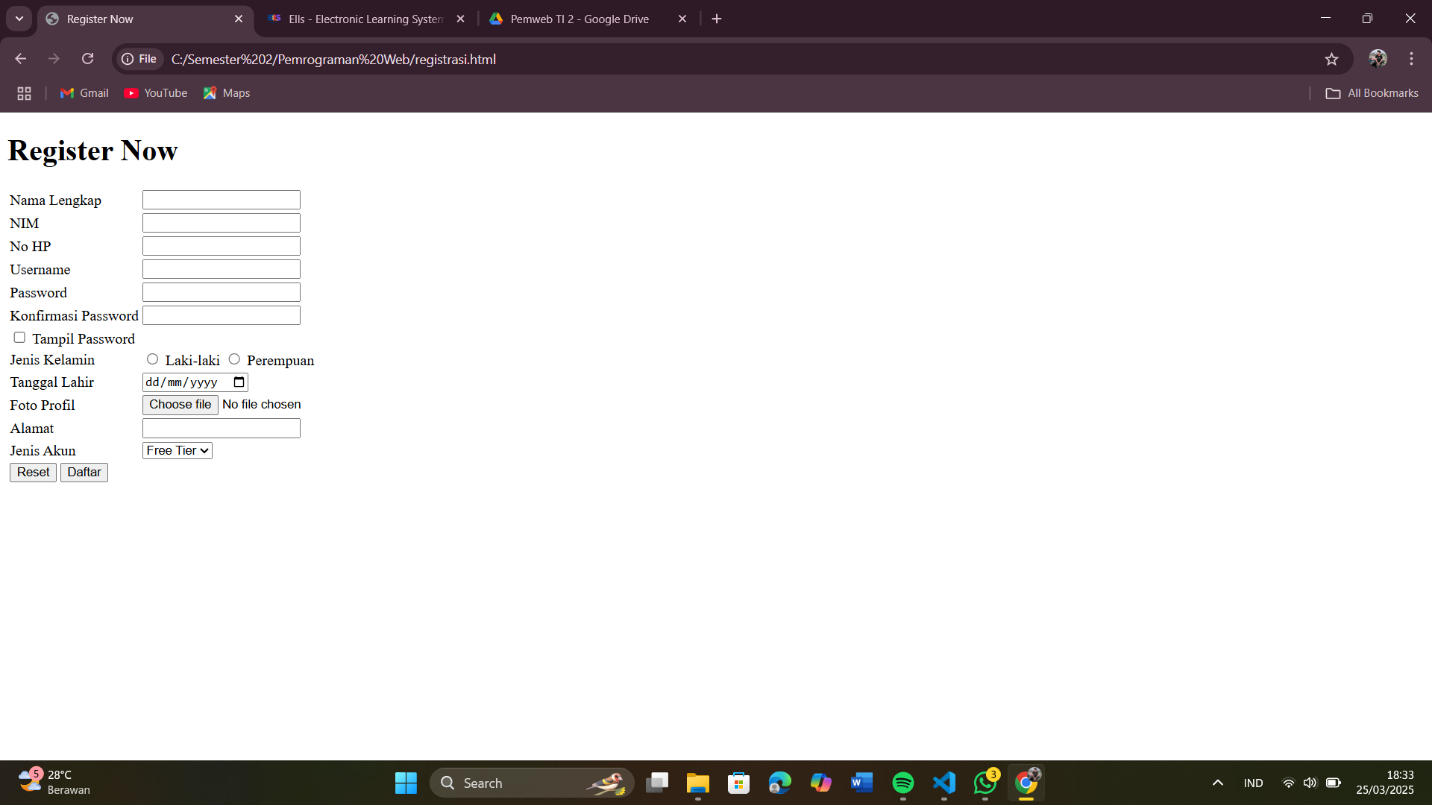 Register Now
Ells - Electronic Learning System
Pemweb TI 2 - Google Drive
File C:/Semester%202/Pemrograman%20Web/registrasi.html
Gmail YouTube Maps All Bookmarks
Register Now
Nama Lengkap
NIM
No HP
Username
Password
Konfirmasi Password
Tampil Password
Jenis Kelamin Laki-laki Perempuan
Tanggal Lahir dd/mm/yyyy
Foto Profil Choose file No file chosen
Alamat
Jenis Akun Free Tier
Reset Daftar
5 28°C
Berawan
Search
3
IND
18:33
25/03/2025